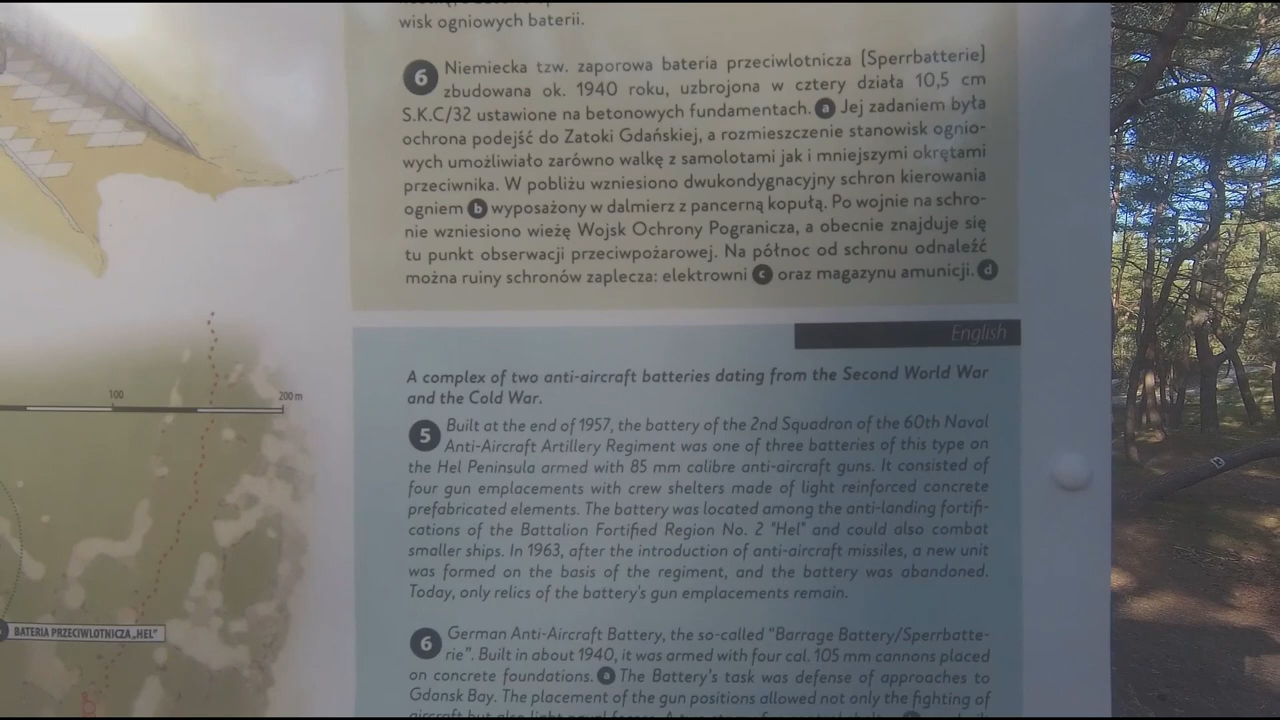 wisk ogniowych baterii.
6 Niemiecka tzw. zaporowa bateria przeciwlotnicza (Sperrbatterie)
zbudowana ok. 1940 roku, uzbrojona w cztery działa 10,5 cm
S.K.C/32 ustawione na betonowych fundamentach. a Jej zadaniem była
ochrona podejść do Zatoki Gdańskiej, a rozmieszczenie stanowisk ognio-
wych umożliwiało zarówno walkę z samolotami jak i mniejszymi okrętami
przeciwnika. W pobliżu wzniesiono dwukondygnacyjny schron kierowania
ogniem b wyposażony w dalmierz z pancerną kopułą. Po wojnie na schro-
nie wzniesiono wieżę Wojsk Ochrony Pogranicza, a obecnie znajduje się
tu punkt obserwacji przeciwpożarowej. Na północ od schronu odnaleźć
można ruiny schronów zaplecza: elektrowni c oraz magazynu amunicji. d
English
A complex of two anti-aircraft batteries dating from the Second World War
and the Cold War.
5 Built at the end of 1957, the battery of the 2nd Squadron of the 60th Naval
Anti-Aircraft Artillery Regiment was one of three batteries of this type on
the Hel Peninsula armed with 85 mm calibre anti-aircraft guns. It consisted of
four gun emplacements with crew shelters made of light reinforced concrete
prefabricated elements. The battery was located among the anti-landing fortifi-
cations of the Battalion Fortified Region No. 2 "Hel" and could also combat
smaller ships. In 1963, after the introduction of anti-aircraft missiles, a new unit
was formed on the basis of the regiment, and the battery was abandoned.
Today, only relics of the battery's gun emplacements remain.
6 German Anti-Aircraft Battery, the so-called "Barrage Battery/Sperrbatte-
rie". Built in about 1940, it was armed with four cal. 105 mm cannons placed
on concrete foundations. a The Battery's task was defense of approaches to
Gdansk Bay. The placement of the gun positions allowed not only the fighting of
100
200 m
BATERIA PRZECIWLOTNICZA „HEL"